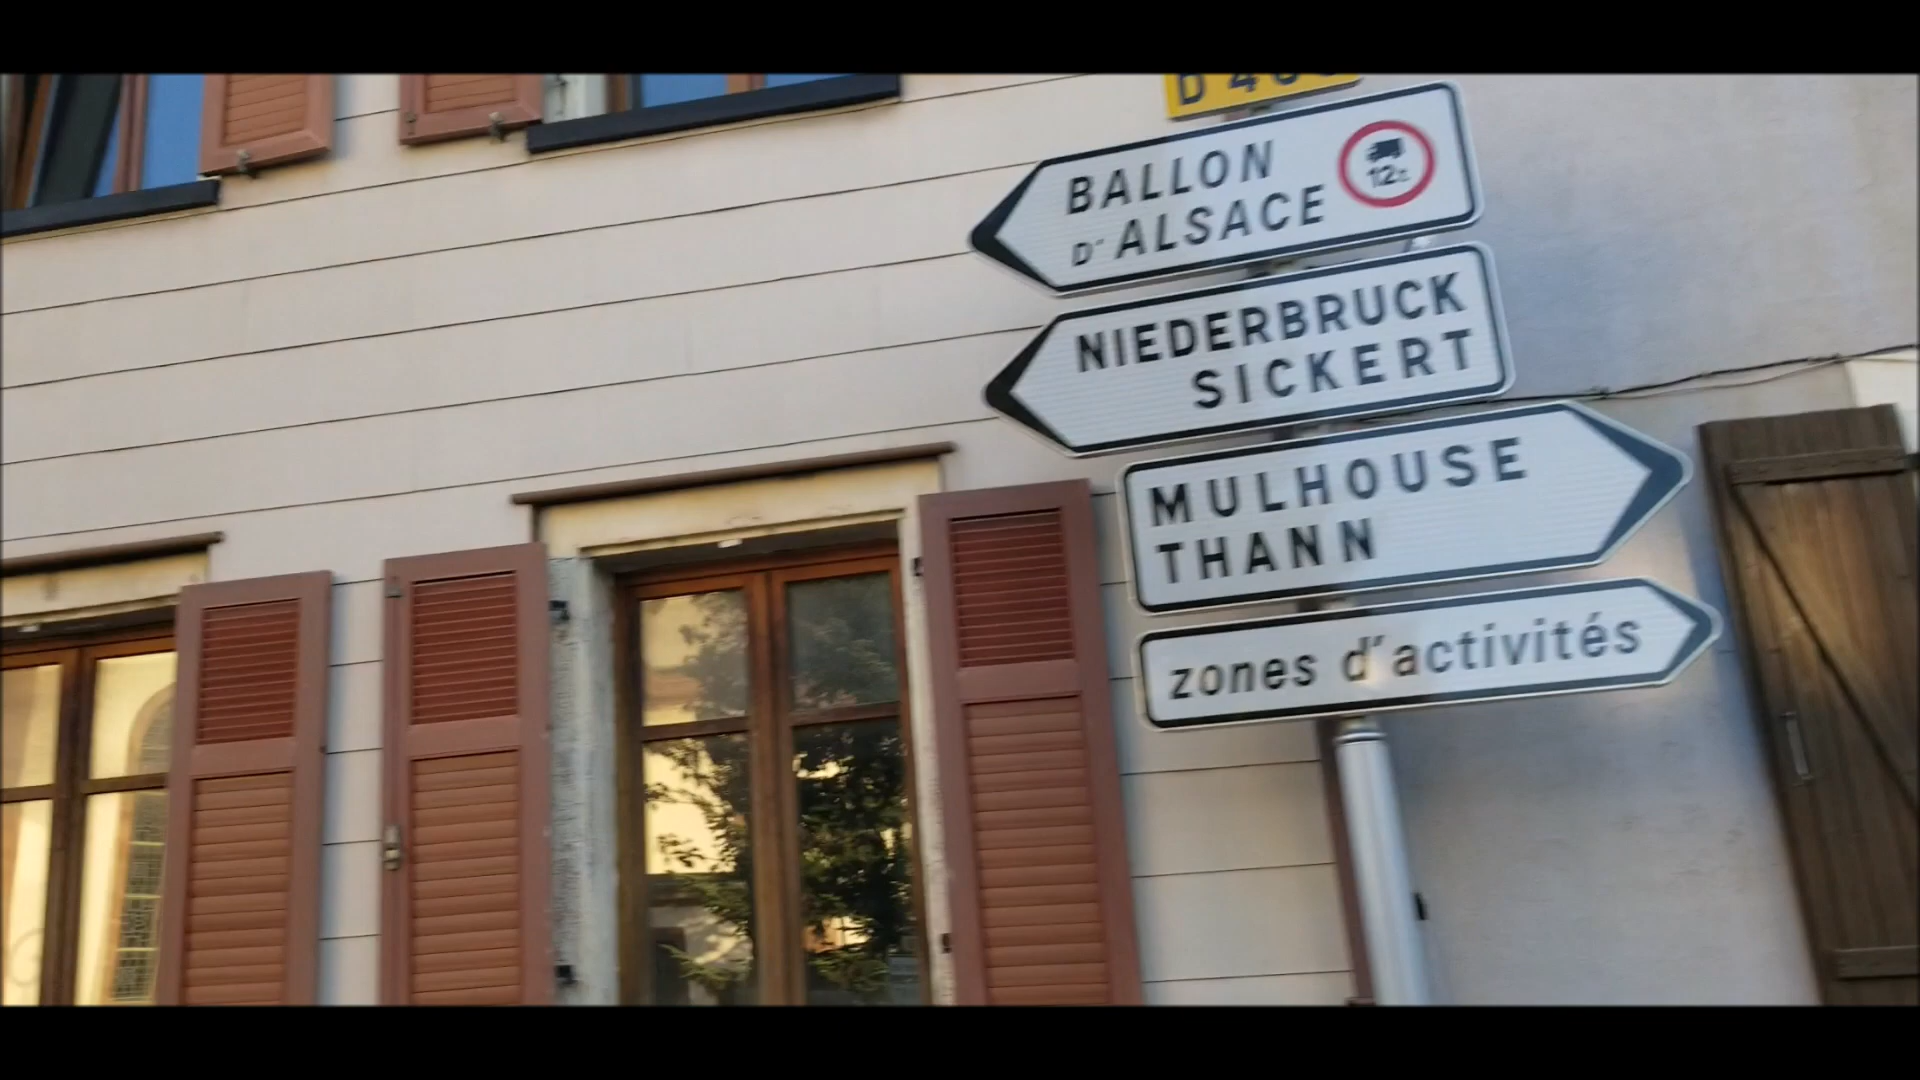 BALLON
D'ALSACE
12t
NIEDERBRUCK
SICKERT
MULHOUSE
THANN
zones d'activités